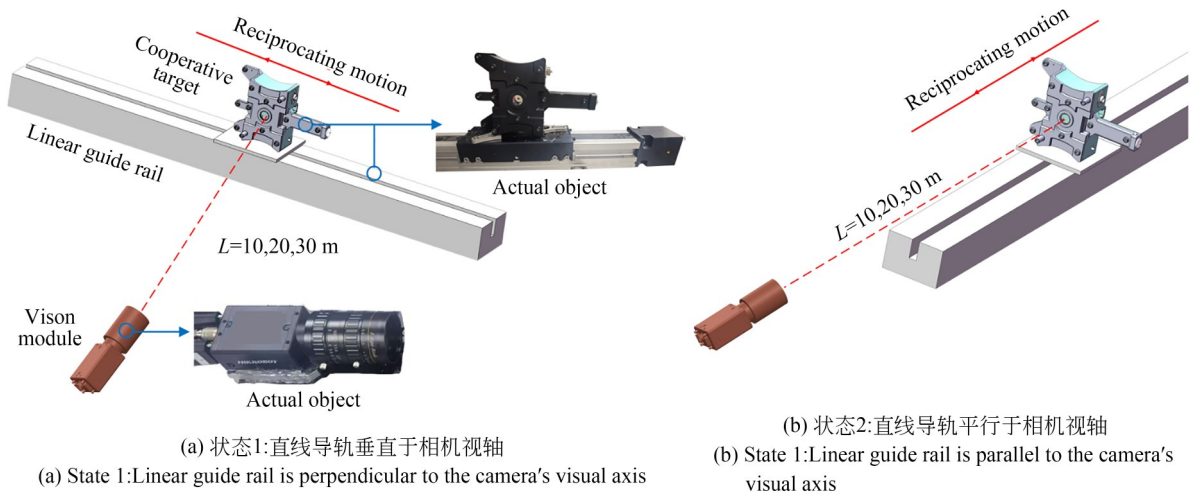 Reciprocating motion
Cooperative
target
Linear guide rail
Actual object
L=10,20,30 m
Vison
module
HIKROBOT
Actual object
(a) 状态1:直线导轨垂直于相机视轴
(a) State 1:Linear guide rail is perpendicular to the camera's visual axis
Reciprocating motion
L=10,20,30 m
(b) 状态2:直线导轨平行于相机视轴
(b) State 1:Linear guide rail is parallel to the camera's
visual axis